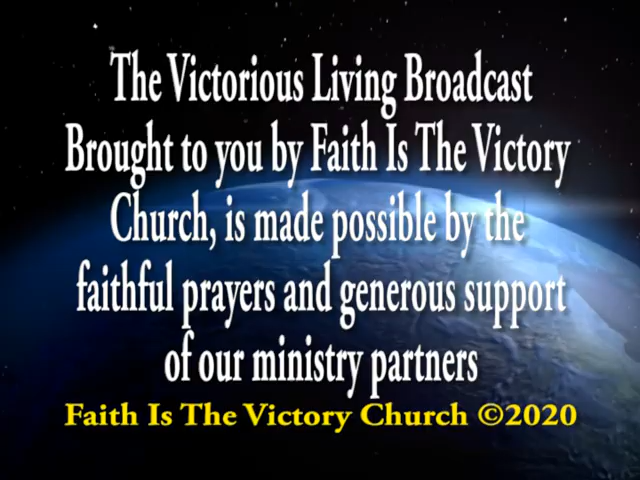 The Victorious Living Broadcast
Brought to you by Faith Is The Victory
Church, is made possible by the
faithful prayers and generous support
of our ministry partners
Faith Is The Victory Church ©2020